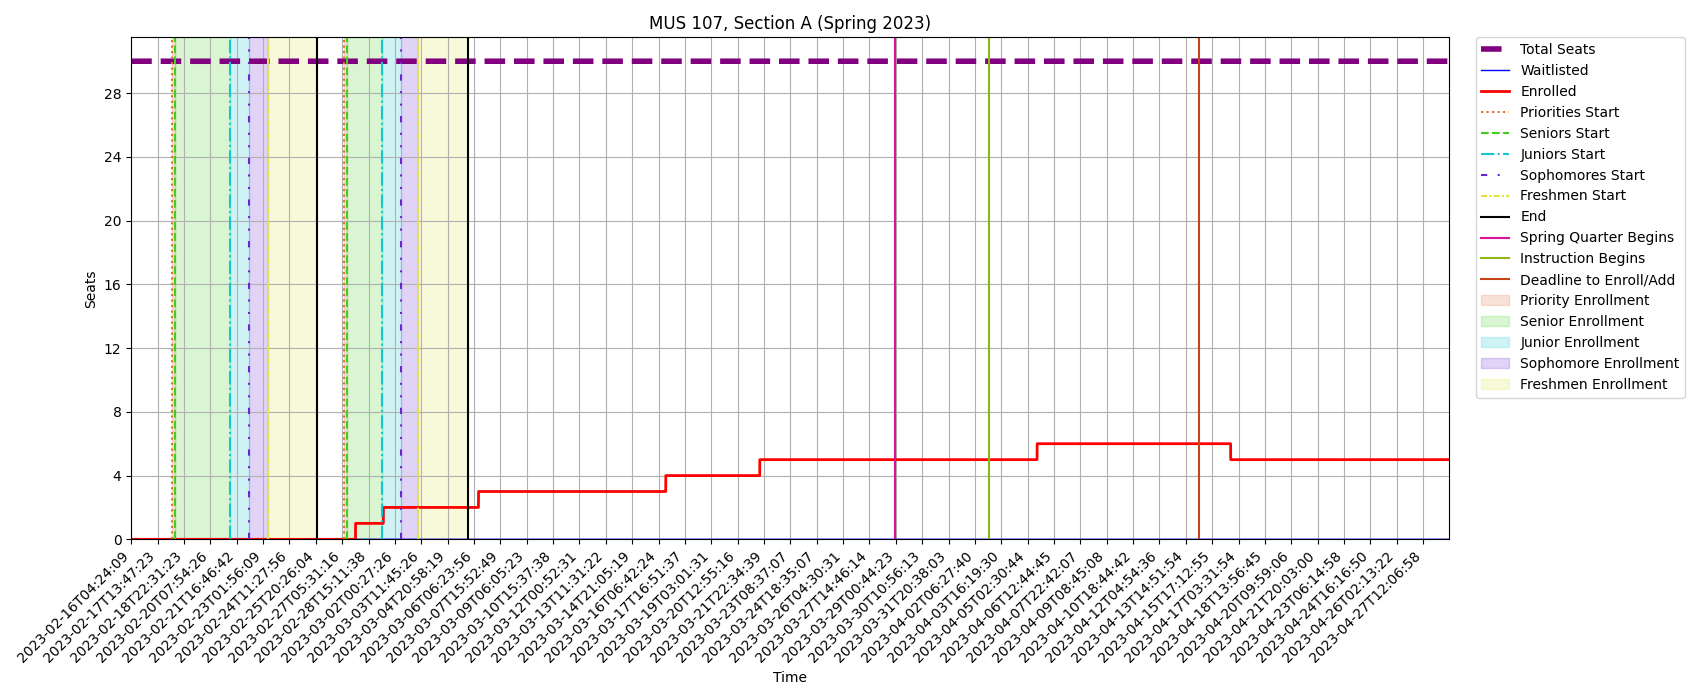 MUS 107, Section A (Spring 2023)
Seats
28
24
20
16
12
8
4
0
2023-02-16T04:24:09
2023-02-17T13:47:23
2023-02-18T22:31:23
2023-02-20T07:54:26
2023-02-21T16:46:42
2023-02-23T01:56:09
2023-02-24T11:27:56
2023-02-25T20:26:04
2023-02-27T05:31:16
2023-02-28T15:11:38
2023-03-02T00:27:26
2023-03-03T11:45:26
2023-03-04T20:58:19
2023-03-06T06:23:56
2023-03-07T15:52:49
2023-03-09T06:05:23
2023-03-10T15:37:38
2023-03-12T00:52:31
2023-03-13T11:31:22
2023-03-14T21:05:19
2023-03-16T06:42:24
2023-03-17T16:51:37
2023-03-19T03:01:31
2023-03-20T12:55:16
2023-03-21T22:34:39
2023-03-23T08:37:07
2023-03-24T18:35:07
2023-03-26T04:30:31
2023-03-27T14:46:14
2023-03-29T00:44:23
2023-03-30T10:56:13
2023-03-31T20:38:03
2023-04-02T06:27:40
2023-04-03T16:19:30
2023-04-05T02:30:44
2023-04-06T12:44:45
2023-04-07T22:42:07
2023-04-09T08:45:08
2023-04-10T18:44:42
2023-04-12T04:54:36
2023-04-13T14:51:54
2023-04-15T17:12:55
2023-04-17T03:31:54
2023-04-18T13:56:45
2023-04-20T09:59:06
2023-04-21T20:03:00
2023-04-23T06:14:58
2023-04-24T16:16:50
2023-04-26T02:13:22
2023-04-27T12:06:58
Time
Total Seats
Waitlisted
Enrolled
Priorities Start
Seniors Start
Juniors Start
Sophomores Start
Freshmen Start
End
Spring Quarter Begins
Instruction Begins
Deadline to Enroll/Add
Priority Enrollment
Senior Enrollment
Junior Enrollment
Sophomore Enrollment
Freshmen Enrollment